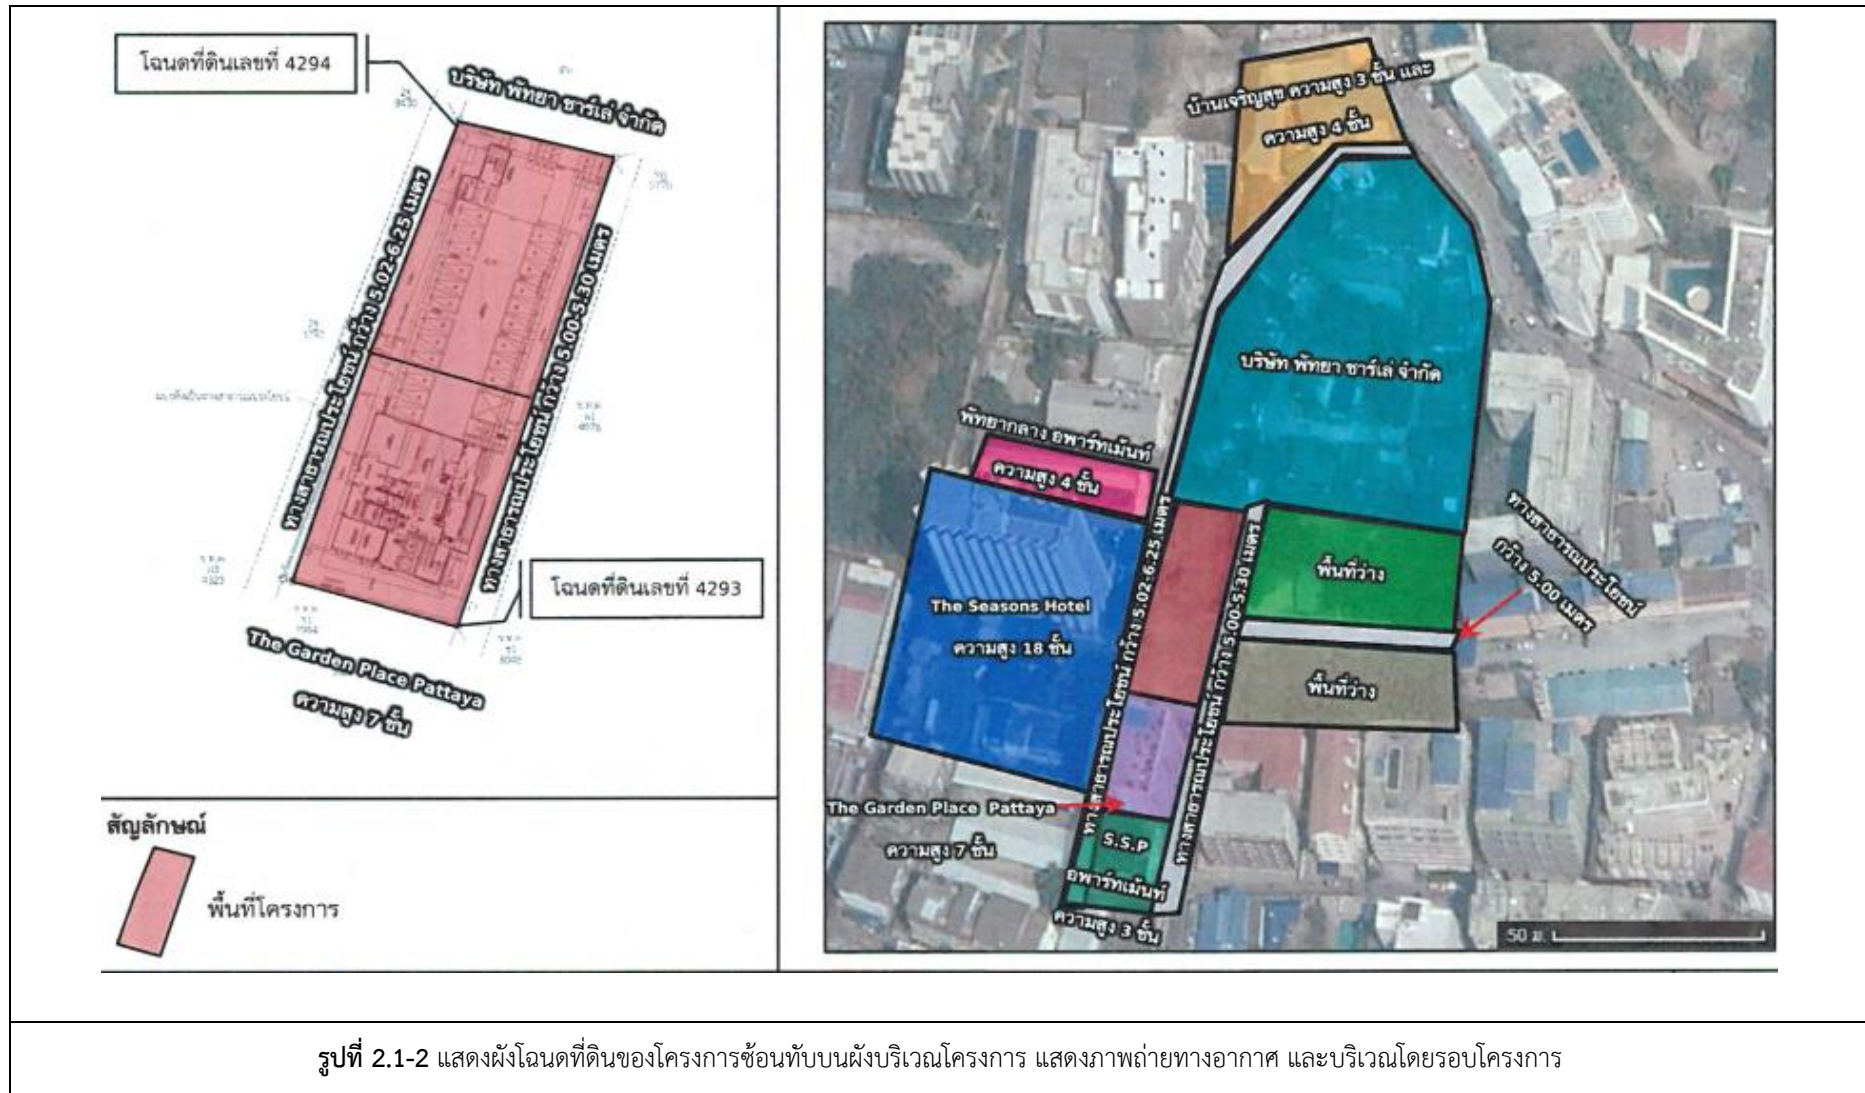 โฉนดที่ดินเลขที่ 4294
บริษัท พัทยา ชาร์เล่ จำกัด
ทางสาธารณประโยชน์ กว้าง 5.02-6.25 เมตร
ทางสาธารณประโยชน์ กว้าง 5.00-5.30 เมตร
โฉนดที่ดินเลขที่ 4293
The Garden Place Pattaya
ความสูง 7 ชั้น
สัญลักษณ์
พื้นที่โครงการ
บ้านเจริญสุข ความสูง 3 ชั้น และ
ความสูง 4 ชั้น
บริษัท พัทยา ชาร์เล่ จำกัด
พัทยากลาง อพาร์ทเม้นท์
ความสูง 4 ชั้น
The Seasons Hotel
ความสูง 18 ชั้น
ทางสาธารณประโยชน์ กว้าง 5.02-6.25 เมตร
ทางสาธารณประโยชน์ กว้าง 5.00-5.30 เมตร
พื้นที่ว่าง
ทางสาธารณประโยชน์
กว้าง 5.00 เมตร
พื้นที่ว่าง
The Garden Place Pattaya
ความสูง 7 ชั้น
S.S.P
อพาร์ทเม้นท์
ความสูง 3 ชั้น
50 ม.
รูปที่ 2.1-2 แสดงผังโฉนดที่ดินของโครงการซ้อนทับบนผังบริเวณโครงการ แสดงภาพถ่ายทางอากาศ และบริเวณโดยรอบโครงการ